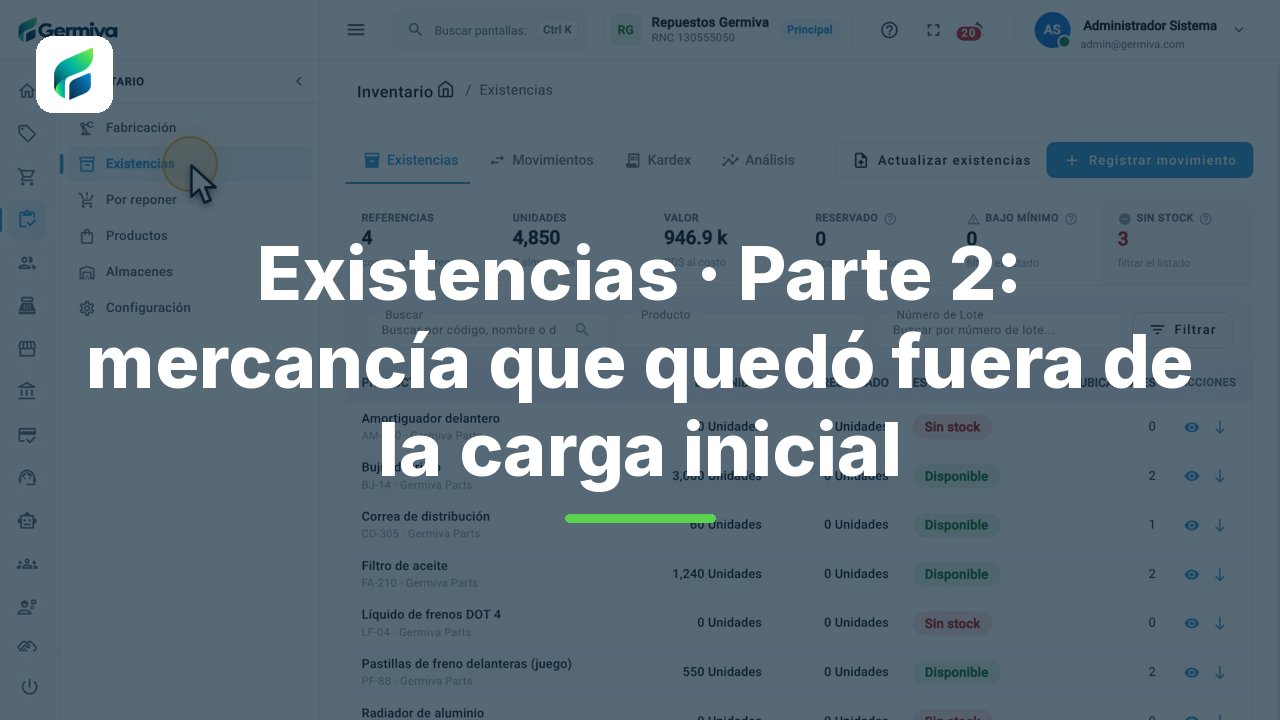 Germiva
Buscar pantallas:
Ctrl K
RG
Repuestos Germiva
RNC 130555050
Principal
20
AS
Administrador Sistema
admin@germiva.com
TARIO
Fabricación
Existencias
Por reponer
Productos
Almacenes
Configuración
Inventario / Existencias
Existencias
Movimientos
Kardex
Análisis
Actualizar existencias
Registrar movimiento
REFERENCIAS
4
UNIDADES
4,850
VALOR
946.9 k
RESERVADO
0
BAJO MÍNIMO
0
SIN STOCK
3
filtrar el listado
Existencias · Parte 2:
mercancía que quedó fuera de
la carga inicial
Buscar
Buscar por código, nombre o d
Producto
Número de Lote
Buscar por número de lote...
Filtrar
Amortiguador delantero
Germiva Parts
0 Unidades
Sin stock
0
BJ-14 · Germiva Parts
3,000 Unidades
0 Unidades
Disponible
2
Correa de distribución
CD-305 · Germiva Parts
60 Unidades
0 Unidades
Disponible
1
Filtro de aceite
FA-210 · Germiva Parts
1,240 Unidades
0 Unidades
Disponible
2
Líquido de frenos DOT 4
LF-04 · Germiva Parts
0 Unidades
0 Unidades
Sin stock
0
Pastillas de freno delanteras (juego)
PF-88 · Germiva Parts
550 Unidades
0 Unidades
Disponible
2
Radiador de aluminio